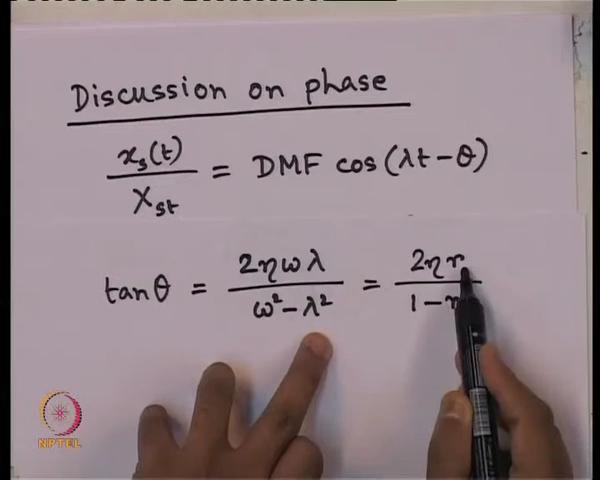 Discussion on phase
x_s(t) / X_st = DMF cos(λt − θ)
tanθ = 2ηωλ / ω² − λ² = 2ηr / 1 −
NPTEL